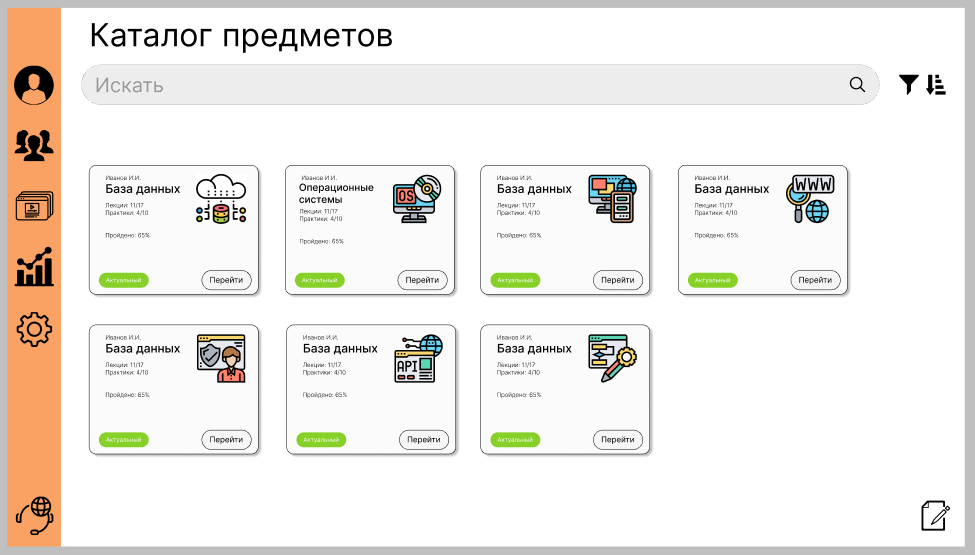 Каталог предметов
Искать
Иванов И.И.
База данных
Лекции: 11/17
Практики: 4/10
Пройдено: 65%
Актуальный
Перейти
Иванов И.И.
Операционные
системы
Лекции: 11/17
Практики: 4/10
Пройдено: 65%
OS
Актуальный
Перейти
Иванов И.И.
База данных
Лекции: 11/17
Практики: 4/10
Пройдено: 65%
Актуальный
Перейти
Иванов И.И.
База данных
Лекции: 11/17
Практики: 4/10
Пройдено: 65%
WWW
Актуальный
Перейти
Иванов И.И.
База данных
Лекции: 11/17
Практики: 4/10
Пройдено: 65%
Актуальный
Перейти
Иванов И.И.
База данных
Лекции: 11/17
Практики: 4/10
Пройдено: 65%
API
Актуальный
Перейти
Иванов И.И.
База данных
Лекции: 11/17
Практики: 4/10
Пройдено: 65%
Актуальный
Перейти